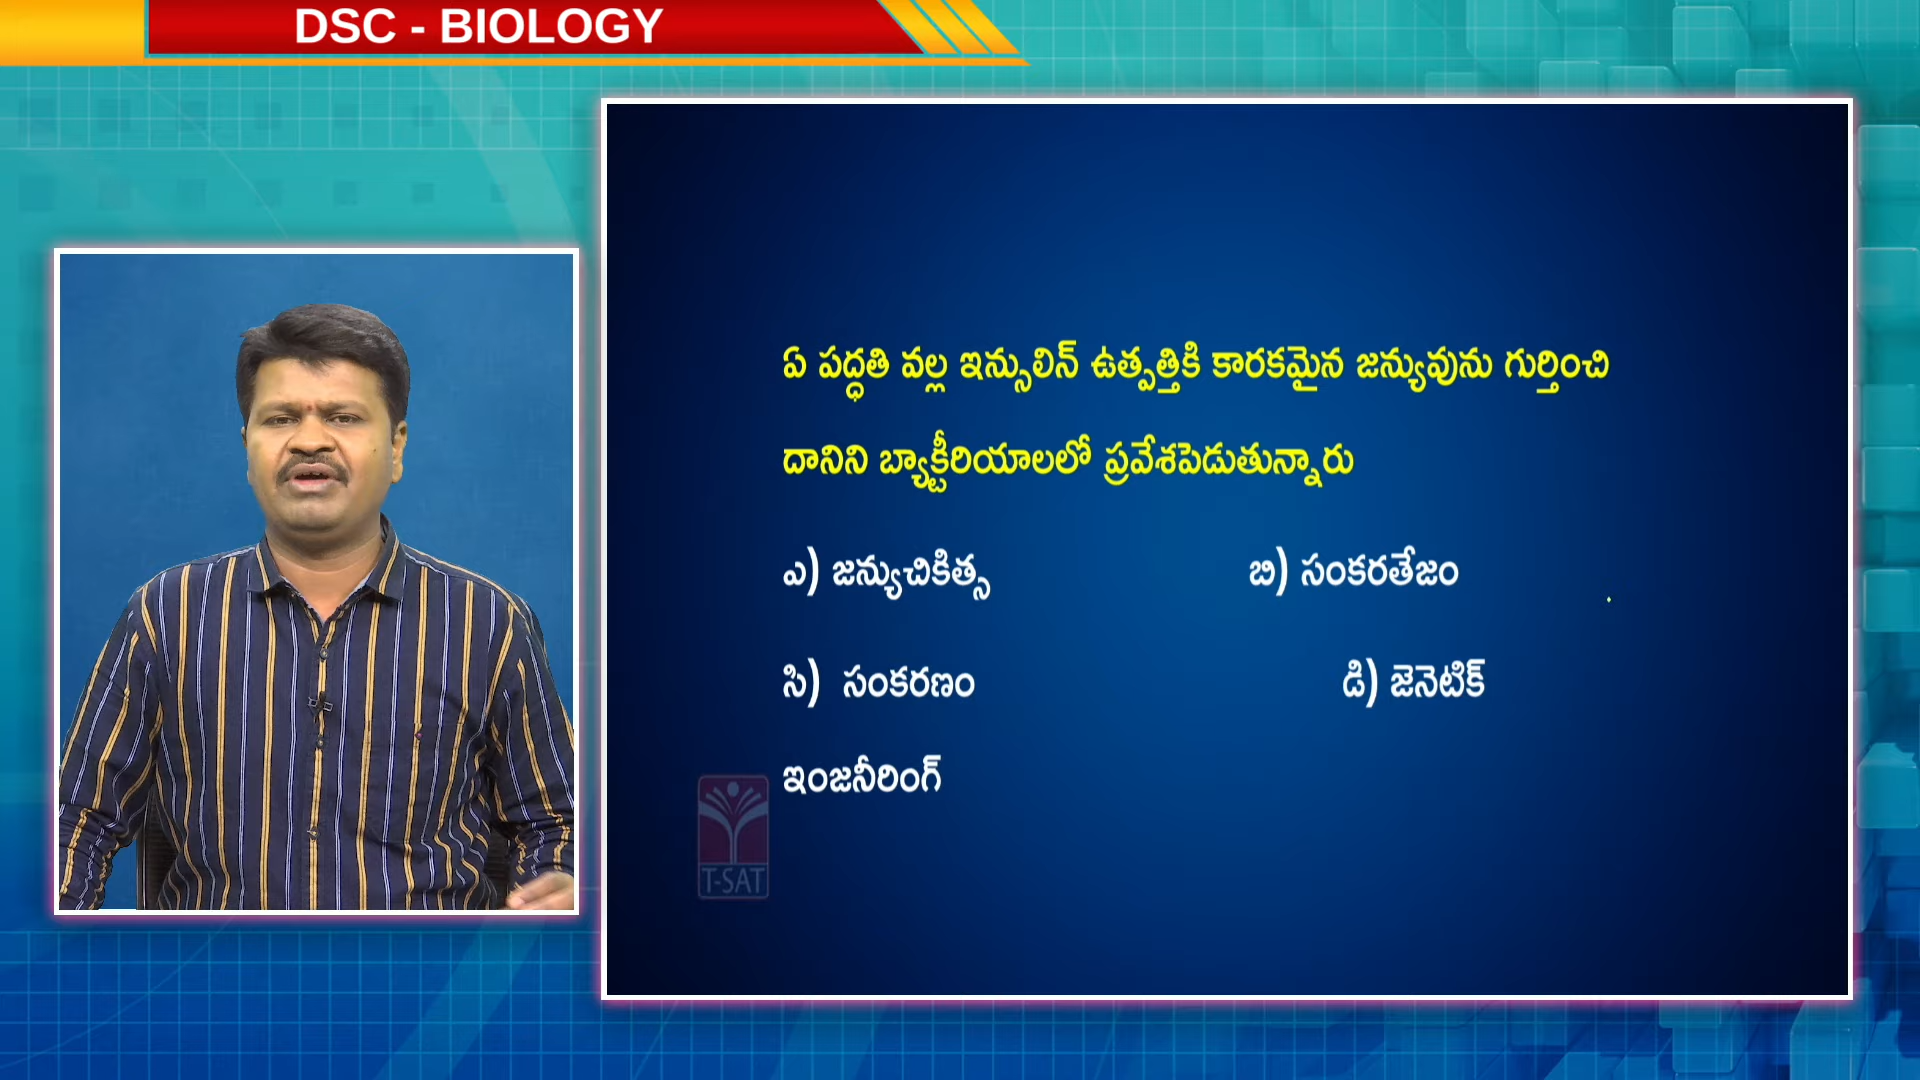 DSC - BIOLOGY
ఏ పద్ధతి వల్ల ఇన్సులిన్ ఉత్పత్తికి కారకమైన జన్యువును గుర్తించి
దానిని బ్యాక్టీరియాలలో ప్రవేశపెడుతున్నారు
ఎ) జన్యుచికిత్స బి) సంకరతేజం
సి) సంకరణం డి) జెనెటిక్
ఇంజనీరింగ్
T-SAT